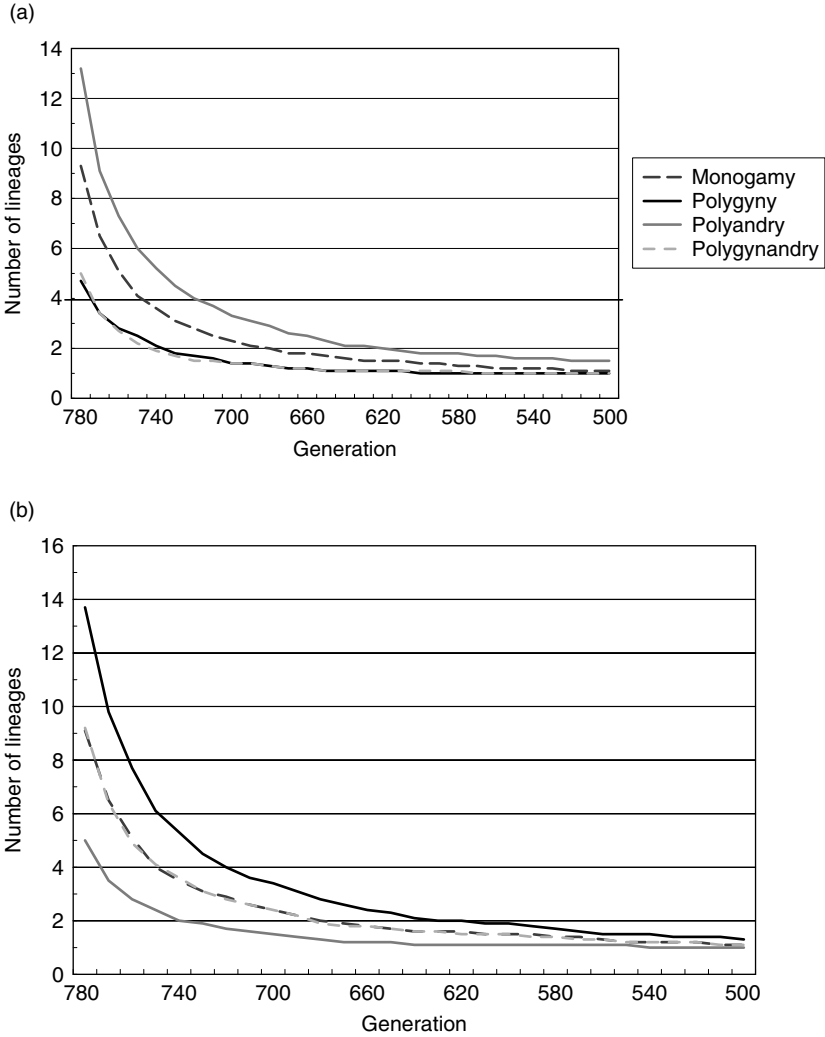 (a)
14
12
10
8
6
4
2
0
Number of lineages
780 740 700 660 620 580 540 500
Generation
Monogamy
Polygyny
Polyandry
Polygynandry
(b)
16
14
12
10
8
6
4
2
0
Number of lineages
780 740 700 660 620 580 540 500
Generation